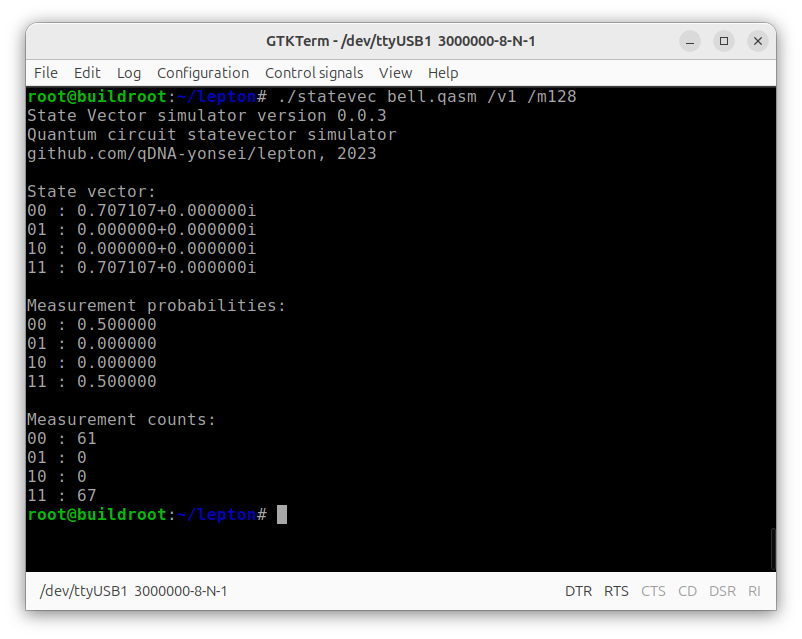 GTKTerm - /dev/ttyUSB1 3000000-8-N-1
File Edit Log Configuration Control signals View Help
root@buildroot:~/lepton# ./statevec bell.qasm /v1 /m128
State Vector simulator version 0.0.3
Quantum circuit statevector simulator
github.com/qDNA-yonsei/lepton, 2023
State vector:
00 : 0.707107+0.000000i
01 : 0.000000+0.000000i
10 : 0.000000+0.000000i
11 : 0.707107+0.000000i
Measurement probabilities:
00 : 0.500000
01 : 0.000000
10 : 0.000000
11 : 0.500000
Measurement counts:
00 : 61
01 : 0
10 : 0
11 : 67
root@buildroot:~/lepton#
/dev/ttyUSB1 3000000-8-N-1 DTR RTS CTS CD DSR RI